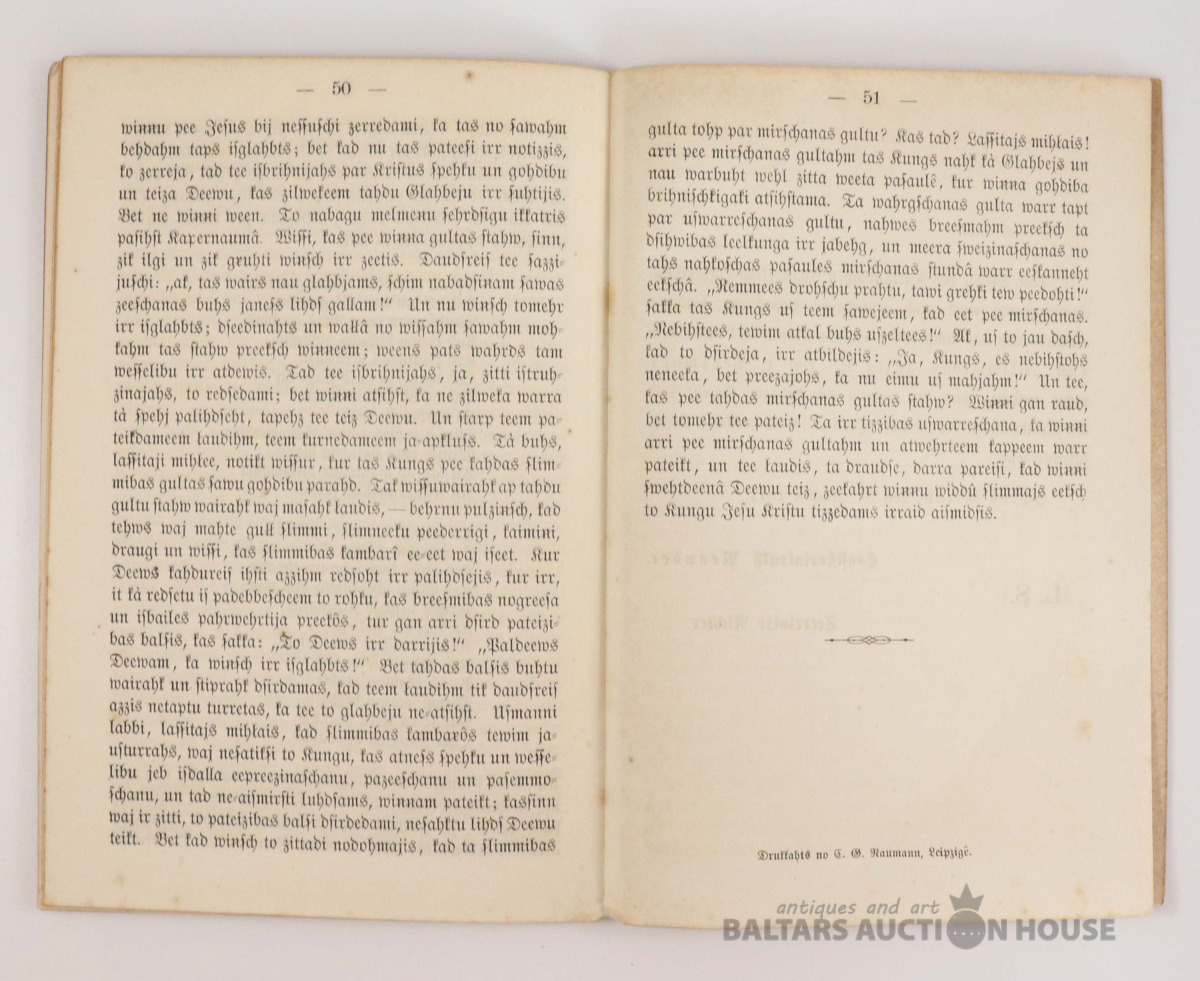 — 50 —
winnu pee Jeſus bij neſſuſchi zerredami, ka tas no ſawahm
behdahm taps iſglahbts; bet kad nu tas pateeſi irr notizzis,
ko zerreja, tad tee iſbrihnijahs par Kriſtus ſpehku un gohdibu
un teiza Deewu, kas zilwekeem tahdu Glahbeju irr ſuhtijis.
Bet ne winni ween. To nabagu melmenu ſehrdſigu ikkatris
paſihſt Kapernaumâ. Wiſſi, kas pee winna gultas ſtahw, ſinn,
zik ilgi un zik gruhti winſch irr zeetis. Daudſreiſ tee ſazzi-
juſchi: „ak, tas wairs nau glahbjams, ſchim nabadſinam ſawas
zeeſchanas buhs janeſs lihdſ gallam!“ Un nu winſch tomehr
irr iſglahbts; dſeedinahts un waļļâ no wiſſahm ſawahm moh-
kahm tas ſtahw preekſch winneem; weens pats wahrds tam
weſſelibu irr atdewis. Tad tee iſbrihnijahs, ja, zitti iſtruh-
zinajahs, to redſedami; bet winni atſihſt, ka ne zilweka warra
tà ſpehj palihdſeht, tapehz tee teiz Deewu. Un ſtarp teem pa-
teikdameem laudihm, teem kurnedameem ja-apkluſs. Tà buhs,
laſſitaji mihlee, notikt wiſſur, kur tas Kungs pee kahdas ſlim-
mibas gultas ſawu gohdibu parahd. Tak wiſſuwairahk ap tahdu
gultu ſtahw wairahk waj maſahk laudis, — behrnu pulzinſch, kad
tehws waj mahte guļļ ſlimmi, ſlimneeku peederrigi, kaimini,
draugi un wiſſi, kas ſlimmibas kambarî ee-eet waj iſeet. Kur
Deews kahdureiſ ihſti azzihm redſoht irr palihdſejis, kur irr,
it kà redſetu iſ padebbeſcheem to rohku, kas breeſmibas nogreeſa
un iſbailes pahrwehrtija preekôs, tur gan arri dſird pateizi-
bas balſis, kas ſakka: „To Deews irr darrijis!“ „Paldeews
Deewam, ka winſch irr iſglahbts!“ Bet tahdas balſis buhtu
wairahk un ſtiprahk dſirdamas, kad teem laudihm tik daudſreiſ
azzis netaptu turretas, ka tee to glahbeju ne-atſihſt. Uſmanni
labbi, laſſitajs mihlais, kad ſlimmibas kambarôs tewim ja-
uſturrahs, waj neſatikſi to Kungu, kas atneſs ſpehku un weſſe-
libu jeb iſdalla eepreezinaſchanu, pazeeſchanu un paſemmo-
ſchanu, un tad ne-aiſmirſti luhdſams, winnam pateikt; kasſinn
waj ir zitti, to pateizibas balſi dſirdedami, neſahktu lihdſ Deewu
teikt. Bet kad winſch to zittadi nodohmajis, kad ta ſlimmibas
— 51 —
gulta tohp par mirſchanas gultu? Kas tad? Laſſitajs mihlais!
arri pee mirſchanas gultahm tas Kungs nahk kà Glahbejs un
nau warbuht wehl zitta weeta paſaulê, kur winna gohdiba
brihniſchkigaki atſihſtama. Ta wahrgſchanas gulta warr tapt
par uſwarreſchanas gultu, nahwes breeſmahm preekſch ta
dſihwibas leelkunga irr jabehg, un meera ſweizinaſchanas no
tahs nahkoſchas paſaules mirſchanas ſtundâ warr eeſkanneht
eekſchâ. „Nemmees drohſchu prahtu, tawi grehki tew peedohti!“
ſakka tas Kungs uſ teem ſawejeem, kad eet pee mirſchanas.
„Nebihſtees, tewim atkal buhs uſzeltees!“ Ak, uſ to jau daſch,
kad to dſirdeja, irr atbildejis: „Ja, Kungs, es nebihſtohs
neneeka, bet preezajohs, ka nu eimu uſ mahjahm!“ Un tee,
kas pee tahdas mirſchanas gultas ſtahw? Winni gan raud,
bet tomehr tee pateiz! Ta irr tizzibas uſwarreſchana, ka winni
arri pee mirſchanas gultahm un atwehrteem kappeem warr
pateikt, un tee laudis, ta draudſe, darra pareiſi, kad winni
ſwehtdeenâ Deewu teiz, zeekahrt winnu widdû ſlimmajs eekſch
to Kungu Jeſu Kriſtu tizzedams irraid aiſmidſis.
Drukkahts no C. G. Naumann, Leipzigê.
antiques and art
BALTARS AUCTION HOUSE